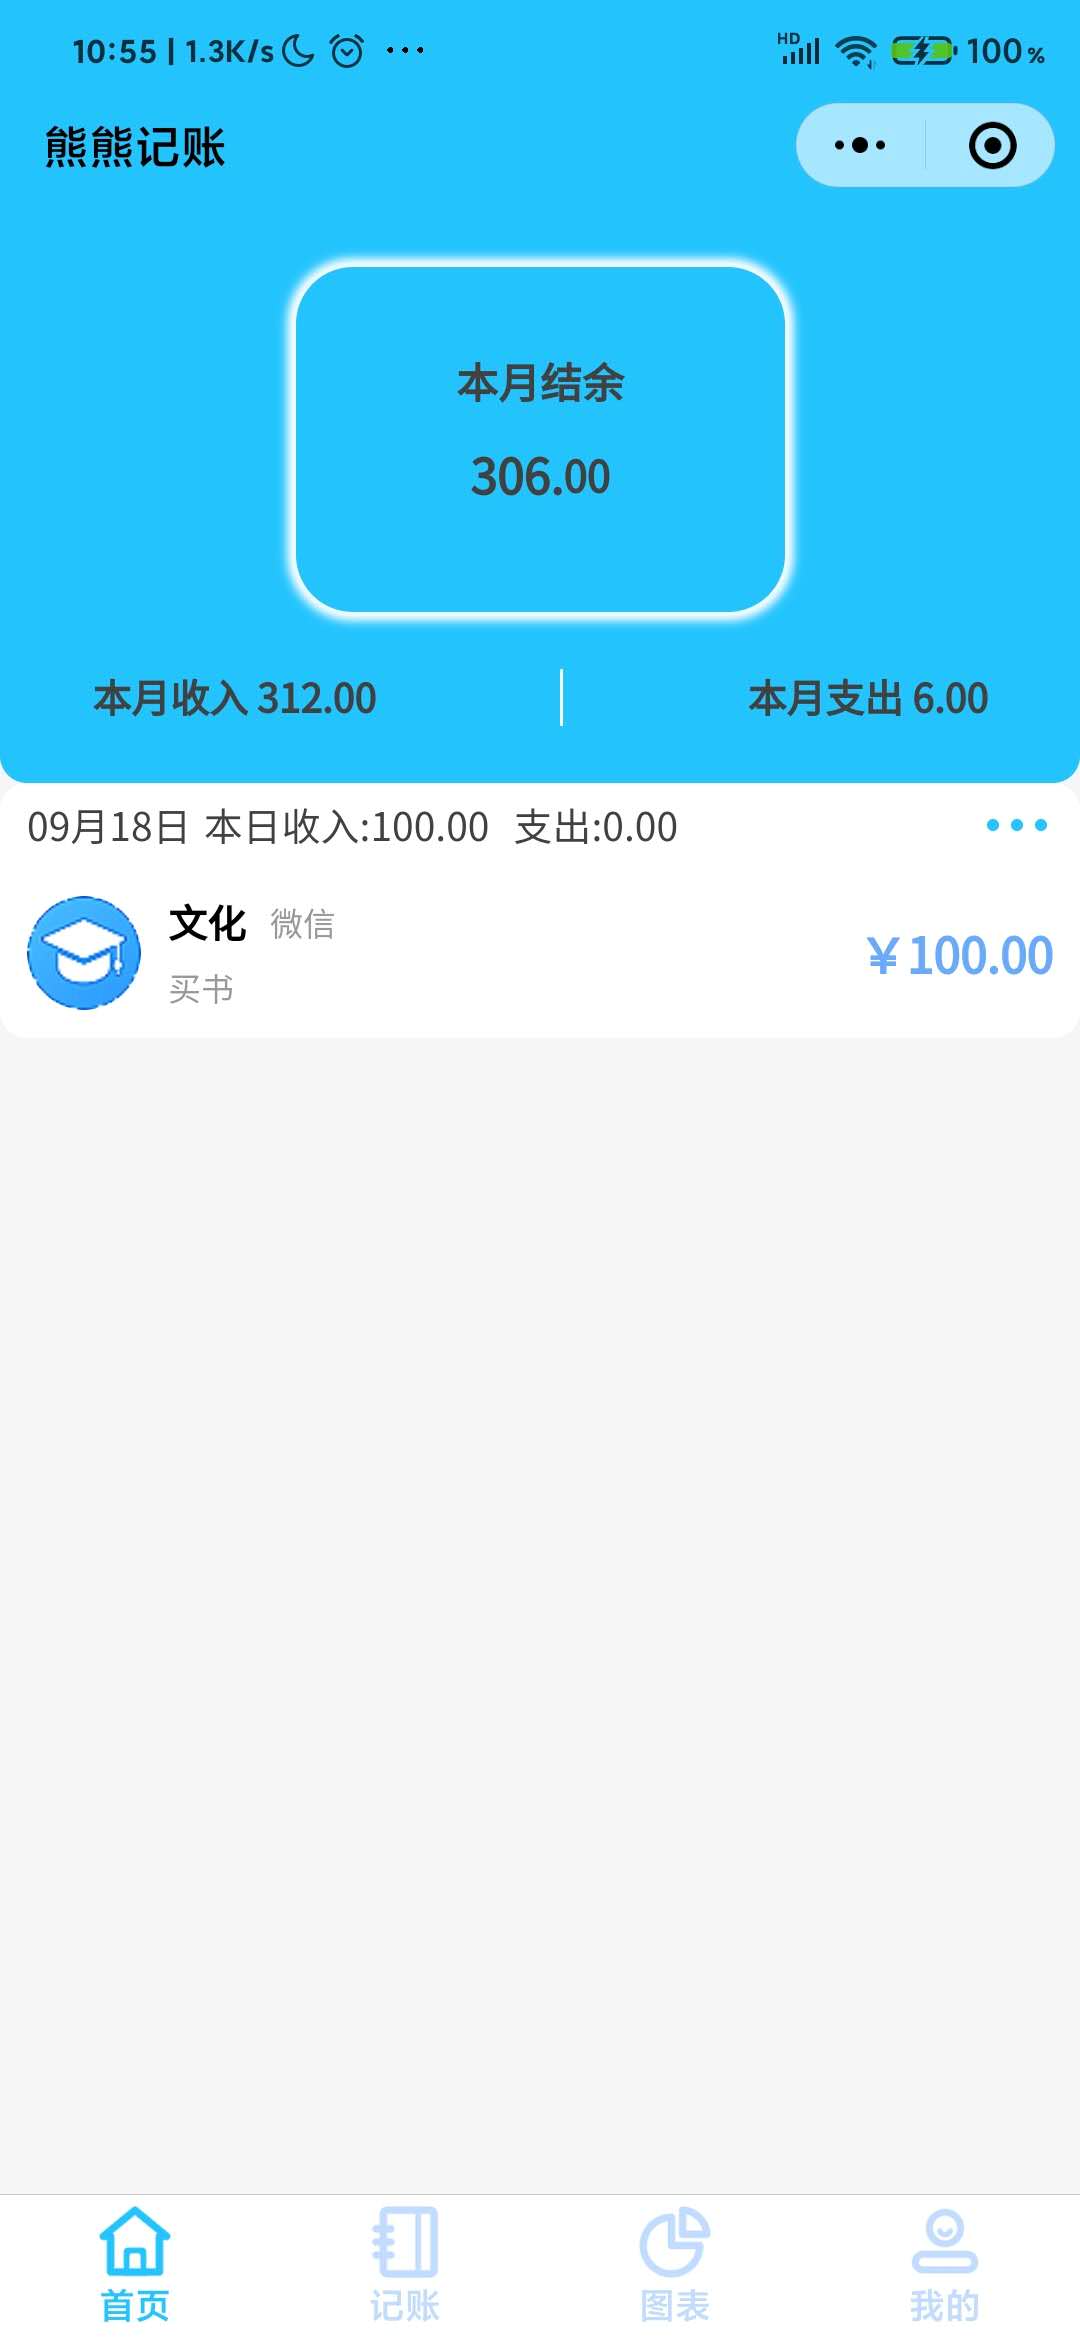 10:55 | 1.3K/s ··· HD 100%
熊熊记账
本月结余
306.00
本月收入 312.00 本月支出 6.00
09月18日 本日收入:100.00 支出:0.00
文化 微信
¥100.00
买书
首页 记账 图表 我的